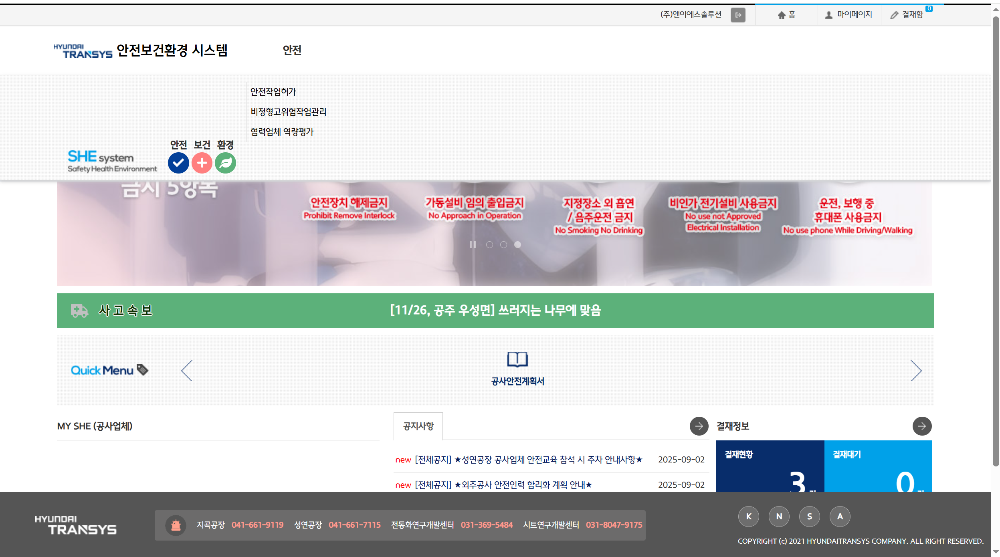 (주)앤이에스솔루션
홈
마이페이지
결재함
0
HYUNDAI
TRANSYS
안전보건환경 시스템
안전
안전작업허가
비정형고위험작업관리
협력업체 역량평가
안전 보건 환경
SHE system
Safety Health Environment
금지 5항목
안전장치 해제금지
Prohibit Remove Interlock
가동설비 임의 출입금지
No Approach in Operation
지정장소 외 흡연
/ 음주운전 금지
No Smoking No Drinking
비인가 전기설비 사용금지
No use not Approved
Electrical Installation
운전, 보행 중
휴대폰 사용금지
No use phone While Driving/Walking
사고속보
[11/26, 공주 우성면] 쓰러지는 나무에 맞음
Quick Menu
공사안전계획서
MY SHE (공사업체)
공지사항
new [전체공지] ★성연공장 공사업체 안전교육 참석 시 주차 안내사항★ 2025-09-02
new [전체공지] ★외주공사 안전인력 합리화 계획 안내★ 2025-09-02
결재정보
결재현황
3
결재대기
0
HYUNDAI
TRANSYS
지곡공장 041-661-9119 성연공장 041-661-7115 전동화연구개발센터 031-369-5484 시트연구개발센터 031-8047-9175
K N S A
COPYRIGHT (c) 2021 HYUNDAITRANSYS COMPANY. ALL RIGHT RESERVED.